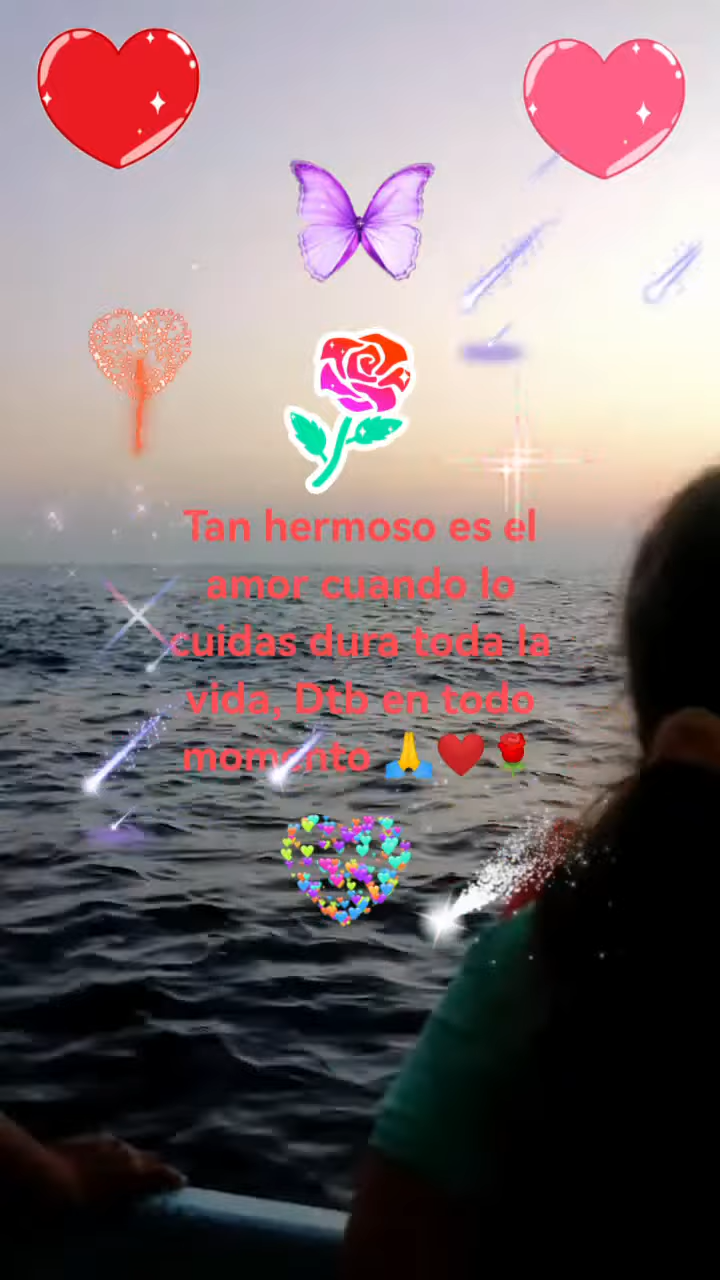 Tan hermoso es el
amor cuando lo
cuidas dura toda la
vida, Dtb en todo
momento 🙏❤️🌹